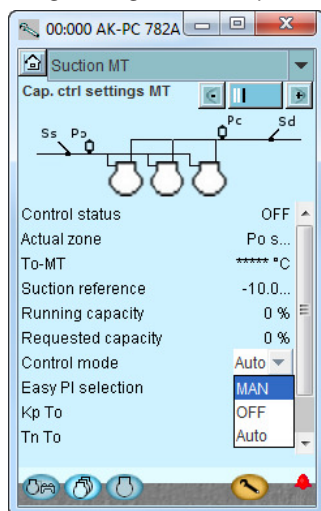 00:000 AK-PC 782A
Suction MT
Cap. ctrl settings MT
Pc Sd
Ss Po
Control status OFF
Actual zone Po s...
To-MT ***** °C
Suction reference -10.0...
Running capacity 0 %
Requested capacity 0 %
Control mode Auto
Easy PI selection MAN
Kp To OFF
Tn To Auto